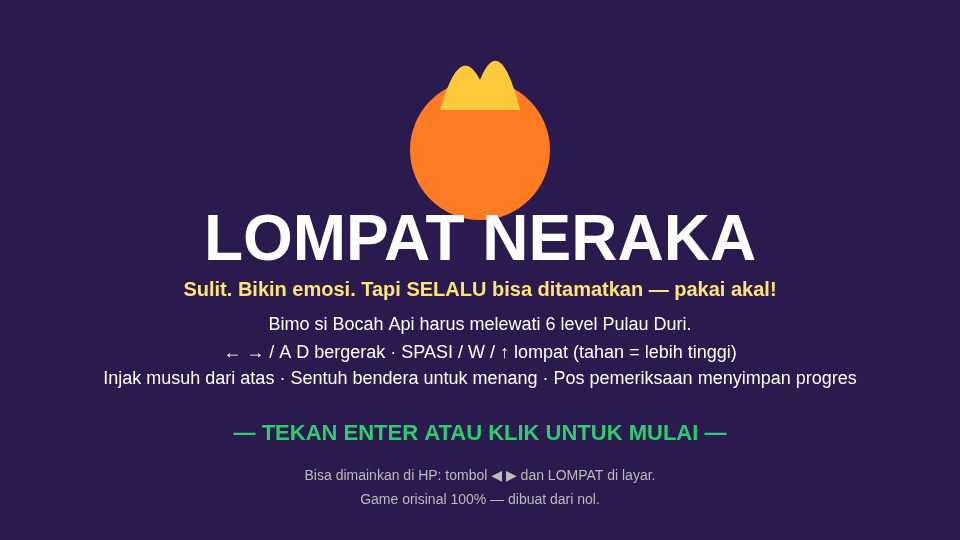 LOMPAT NERAKA
Sulit. Bikin emosi. Tapi SELALU bisa ditamatkan — pakai akal!
Bimo si Bocah Api harus melewati 6 level Pulau Duri.
← → / A D bergerak · SPASI / W / ↑ lompat (tahan = lebih tinggi)
Injak musuh dari atas · Sentuh bendera untuk menang · Pos pemeriksaan menyimpan progres
— TEKAN ENTER ATAU KLIK UNTUK MULAI —
Bisa dimainkan di HP: tombol ◀ ▶ dan LOMPAT di layar.
Game orisinal 100% — dibuat dari nol.